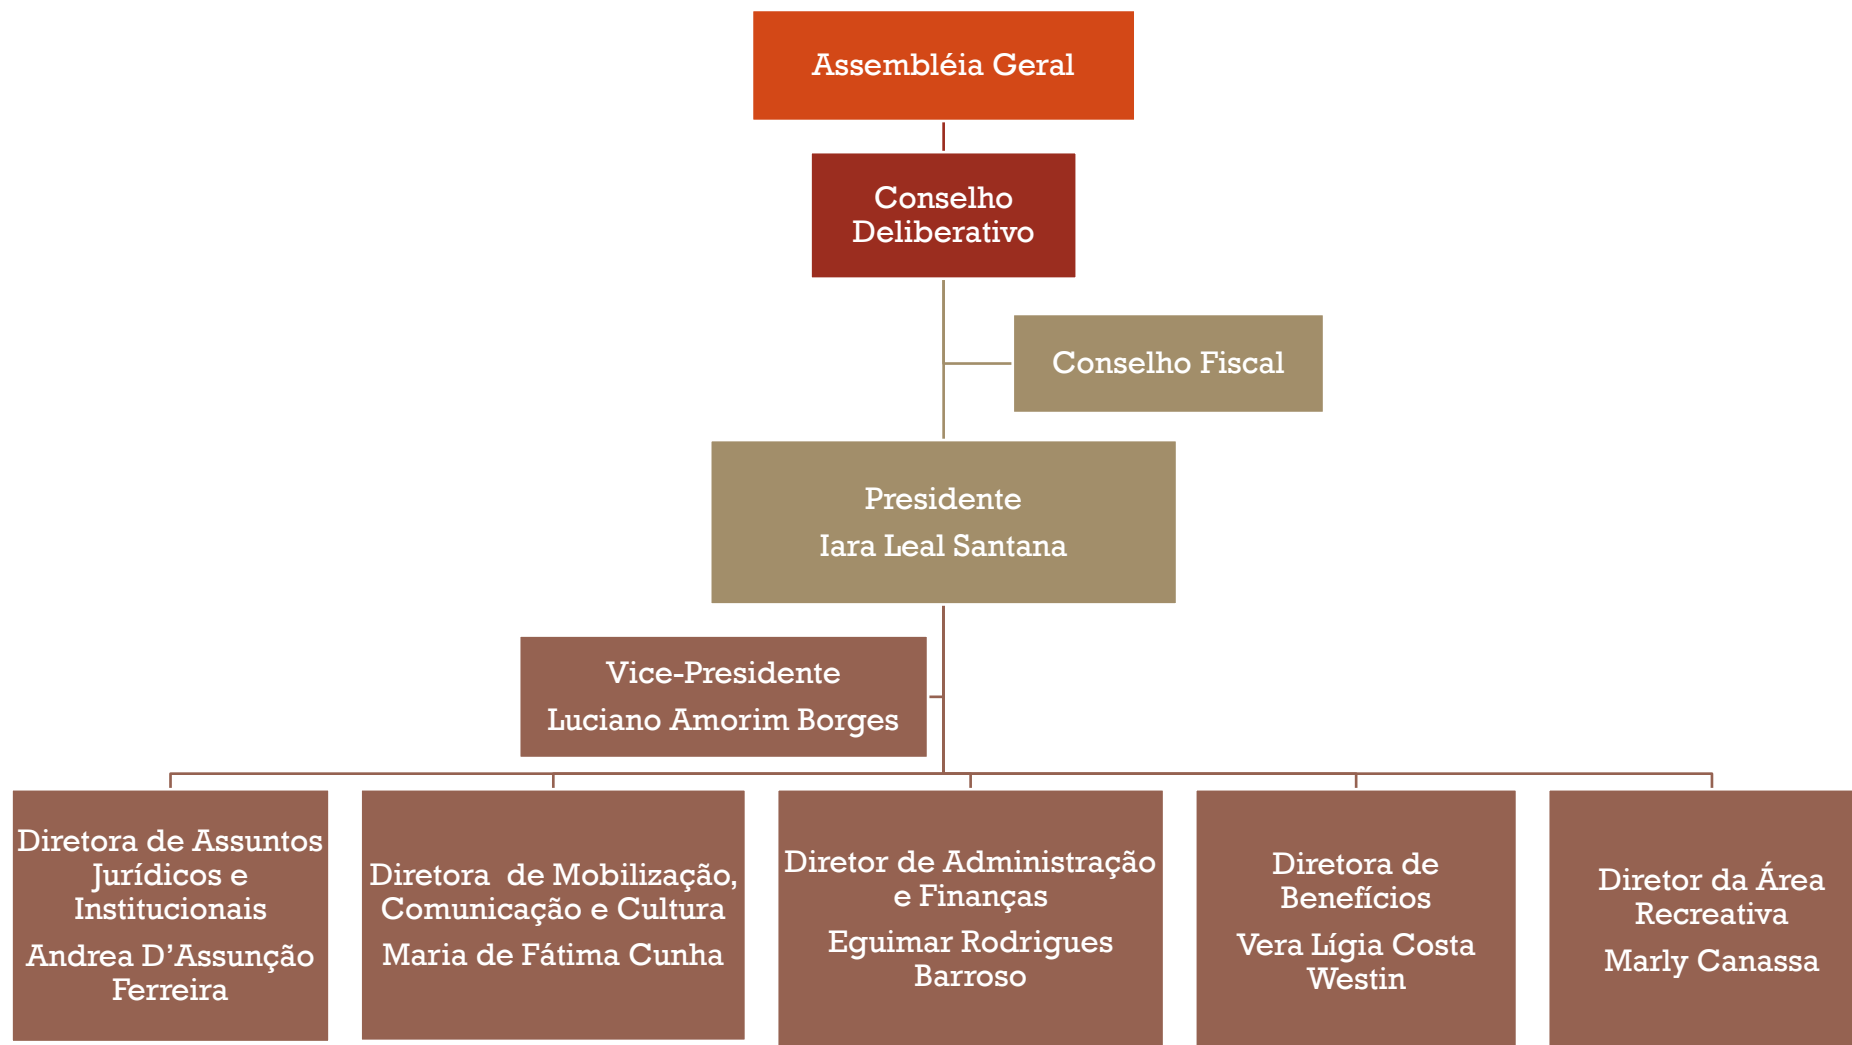 Assembléia Geral
Conselho
Deliberativo
Conselho Fiscal
Presidente
Iara Leal Santana
Vice-Presidente
Luciano Amorim Borges
Diretora de Assuntos
Jurídicos e
Institucionais
Andrea D’Assunção
Ferreira
Diretora  de Mobilização,
Comunicação e Cultura
Maria de Fátima Cunha
Diretor de Administração
e Finanças
Eguimar Rodrigues
Barroso
Diretora de
Benefícios
Vera Lígia Costa
Westin
Diretor da Área
Recreativa
Marly Canassa